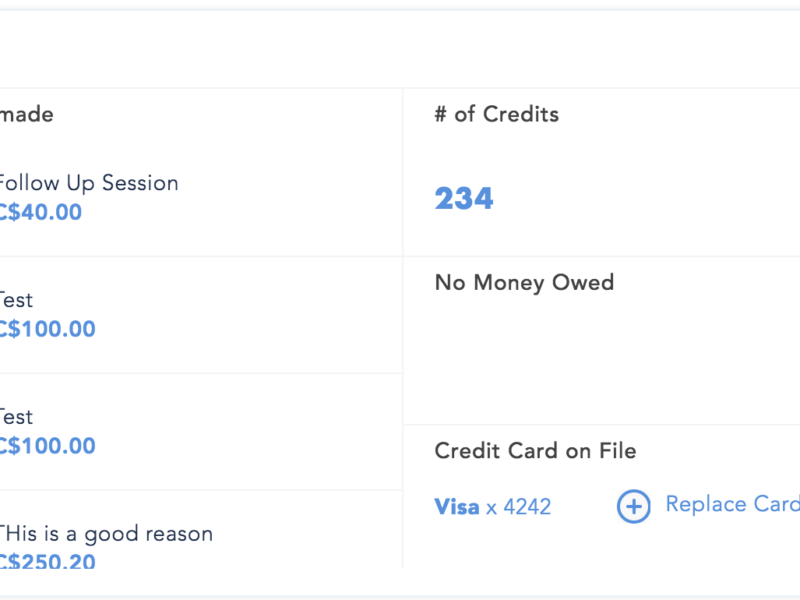 made
Follow Up Session
C$40.00
Test
C$100.00
Test
C$100.00
THis is a good reason
C$250.20
# of Credits
234
No Money Owed
Credit Card on File
Visa x 4242
Replace Card